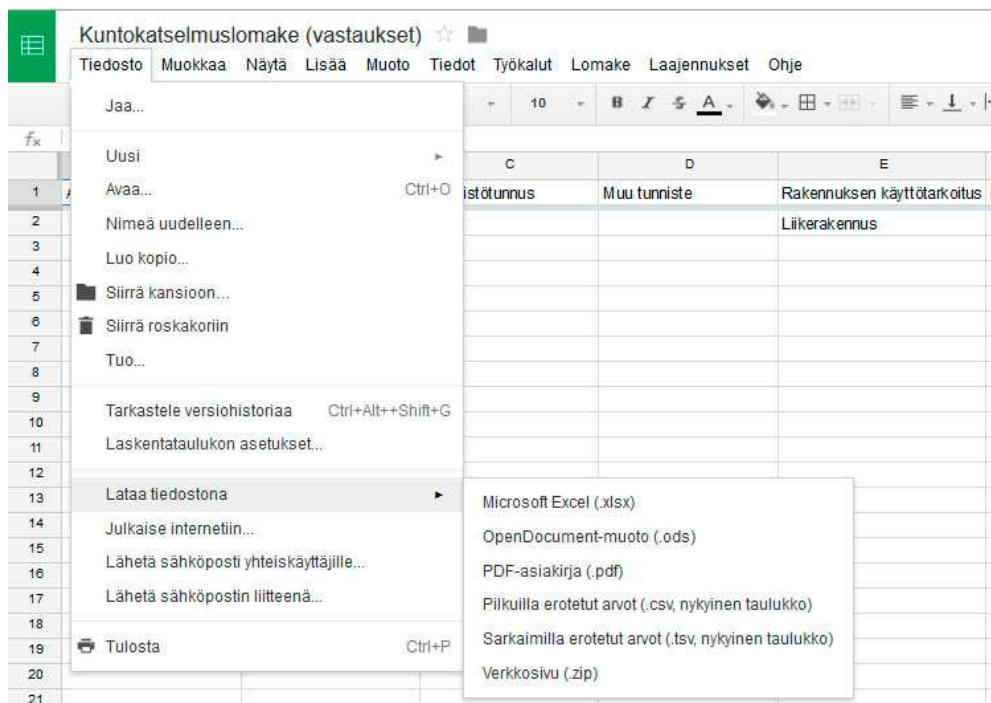 Kuntokatselmuslomake (vastaukset)
Tiedosto Muokkaa Näytä Lisää Muoto Tiedot Työkalut Lomake Laajennukset Ohje
10 B I S A
fx
C D E
1 istötunnus Muu tunniste Rakennuksen käyttötarkoitus
2 Liikerakennus
3
4
5
6
7
8
9
10
11
12
13
14
15
16
17
18
19
20
21
Jaa...
Uusi
Avaa... Ctrl+O
Nimeä uudelleen...
Luo kopio...
Siirrä kansioon...
Siirrä roskakoriin
Tuo...
Tarkastele versiohistoriaa Ctrl+Alt++Shift+G
Laskentataulukon asetukset...
Lataa tiedostona
Julkaise internetiin...
Lähetä sähköposti yhteiskäyttäjille...
Lähetä sähköpostin liitteenä...
Tulosta Ctrl+P
Microsoft Excel (.xlsx)
OpenDocument-muoto (.ods)
PDF-asiakirja (.pdf)
Pilkuilla erotetut arvot (.csv, nykyinen taulukko)
Sarkaimilla erotetut arvot (.tsv, nykyinen taulukko)
Verkkosivu (.zip)